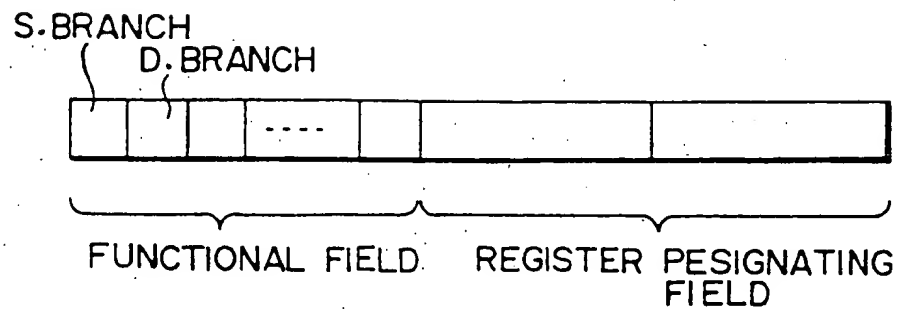 S.BRANCH
D.BRANCH
----
FUNCTIONAL FIELD
REGISTER PESIGNATING
FIELD